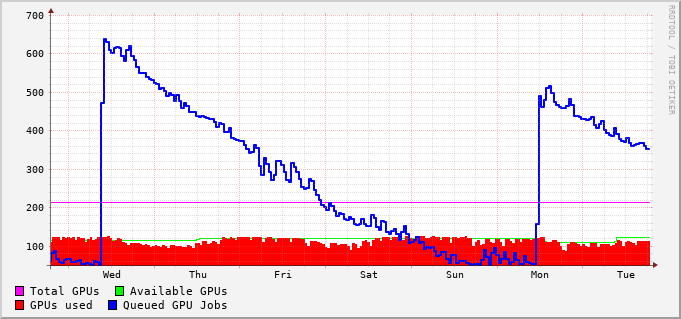 700
600
500
400
300
200
100
Wed Thu Fri Sat Sun Mon Tue
Total GPUs Available GPUs
GPUs used Queued GPU Jobs
RRDTOOL / TOBI OETIKER